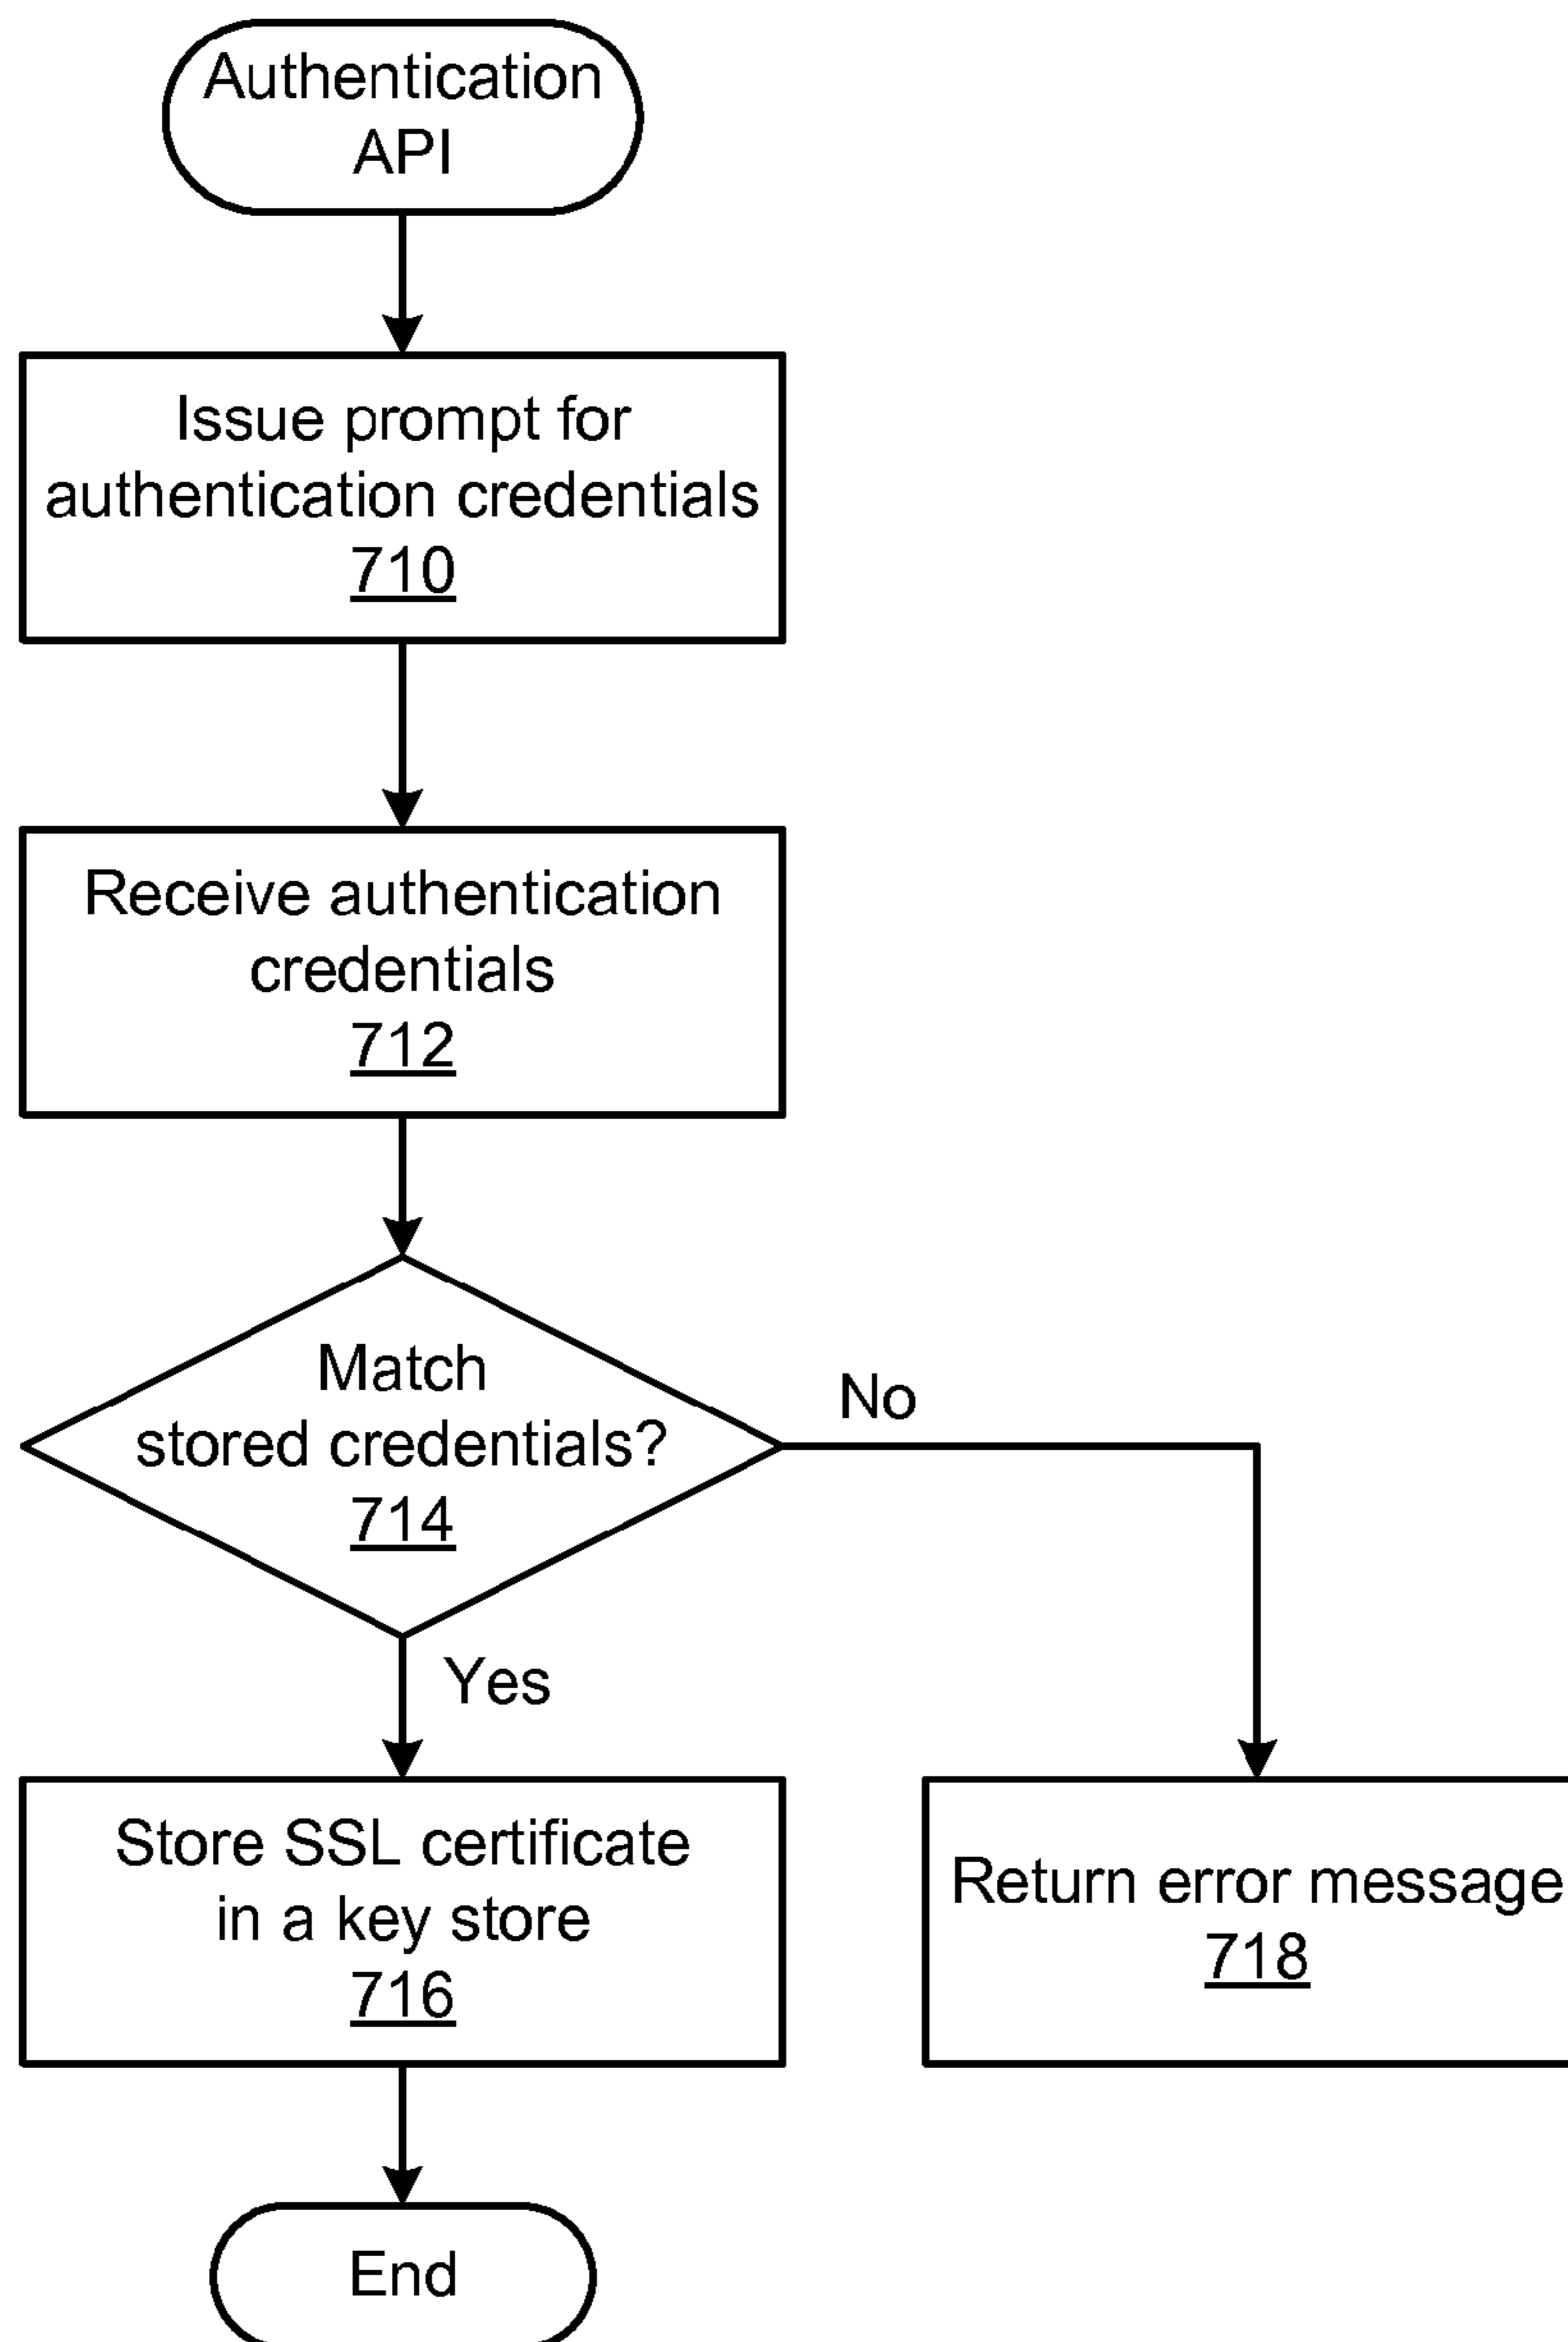 Authentication
API
Issue prompt for
authentication credentials
710
Receive authentication
credentials
712
Match
stored credentials?
714
No
Yes
Store SSL certificate
in a key store
716
Return error message
718
End